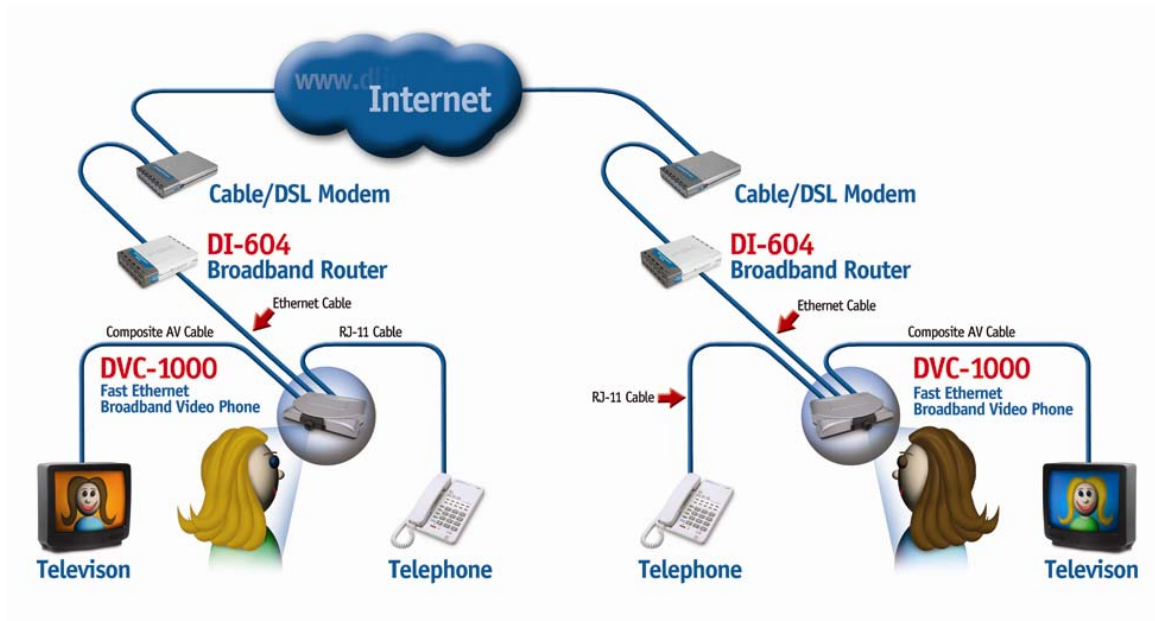 www.dli
Internet
Cable/DSL Modem
Cable/DSL Modem
DI-604
Broadband Router
DI-604
Broadband Router
Ethernet Cable
Ethernet Cable
Composite AV Cable
RJ-11 Cable
Composite AV Cable
DVC-1000
Fast Ethernet
Broadband Video Phone
DVC-1000
Fast Ethernet
Broadband Video Phone
RJ-11 Cable
Televison
Telephone
Telephone
Televison